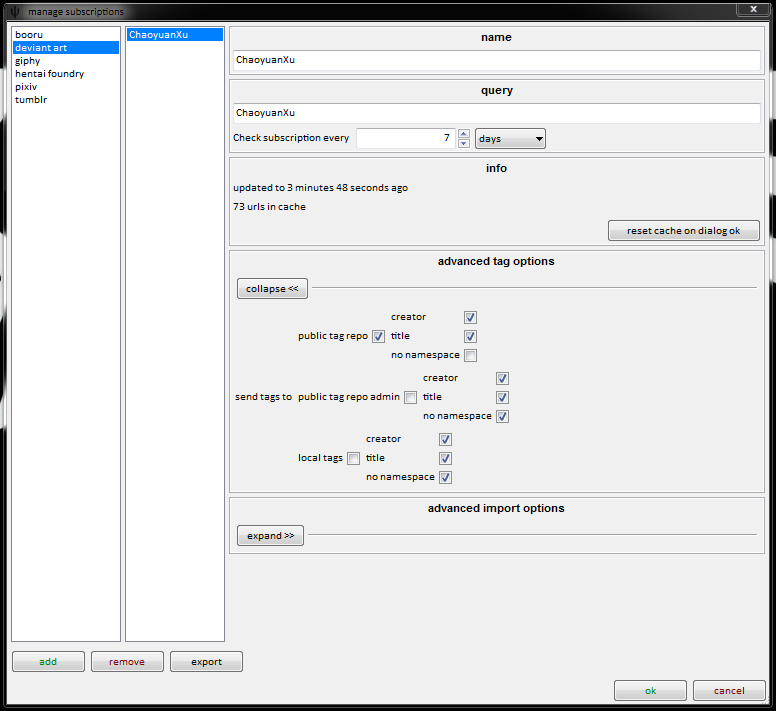 manage subscriptions
booru
deviant art
giphy
hentai foundry
pixiv
tumblr
ChaoyuanXu
name
ChaoyuanXu
query
ChaoyuanXu
Check subscription every 7 days
info
updated to 3 minutes 48 seconds ago
73 urls in cache
reset cache on dialog ok
advanced tag options
collapse <<
creator
public tag repo title
no namespace
creator
send tags to public tag repo admin title
no namespace
creator
local tags title
no namespace
advanced import options
expand >>
add remove export
ok cancel